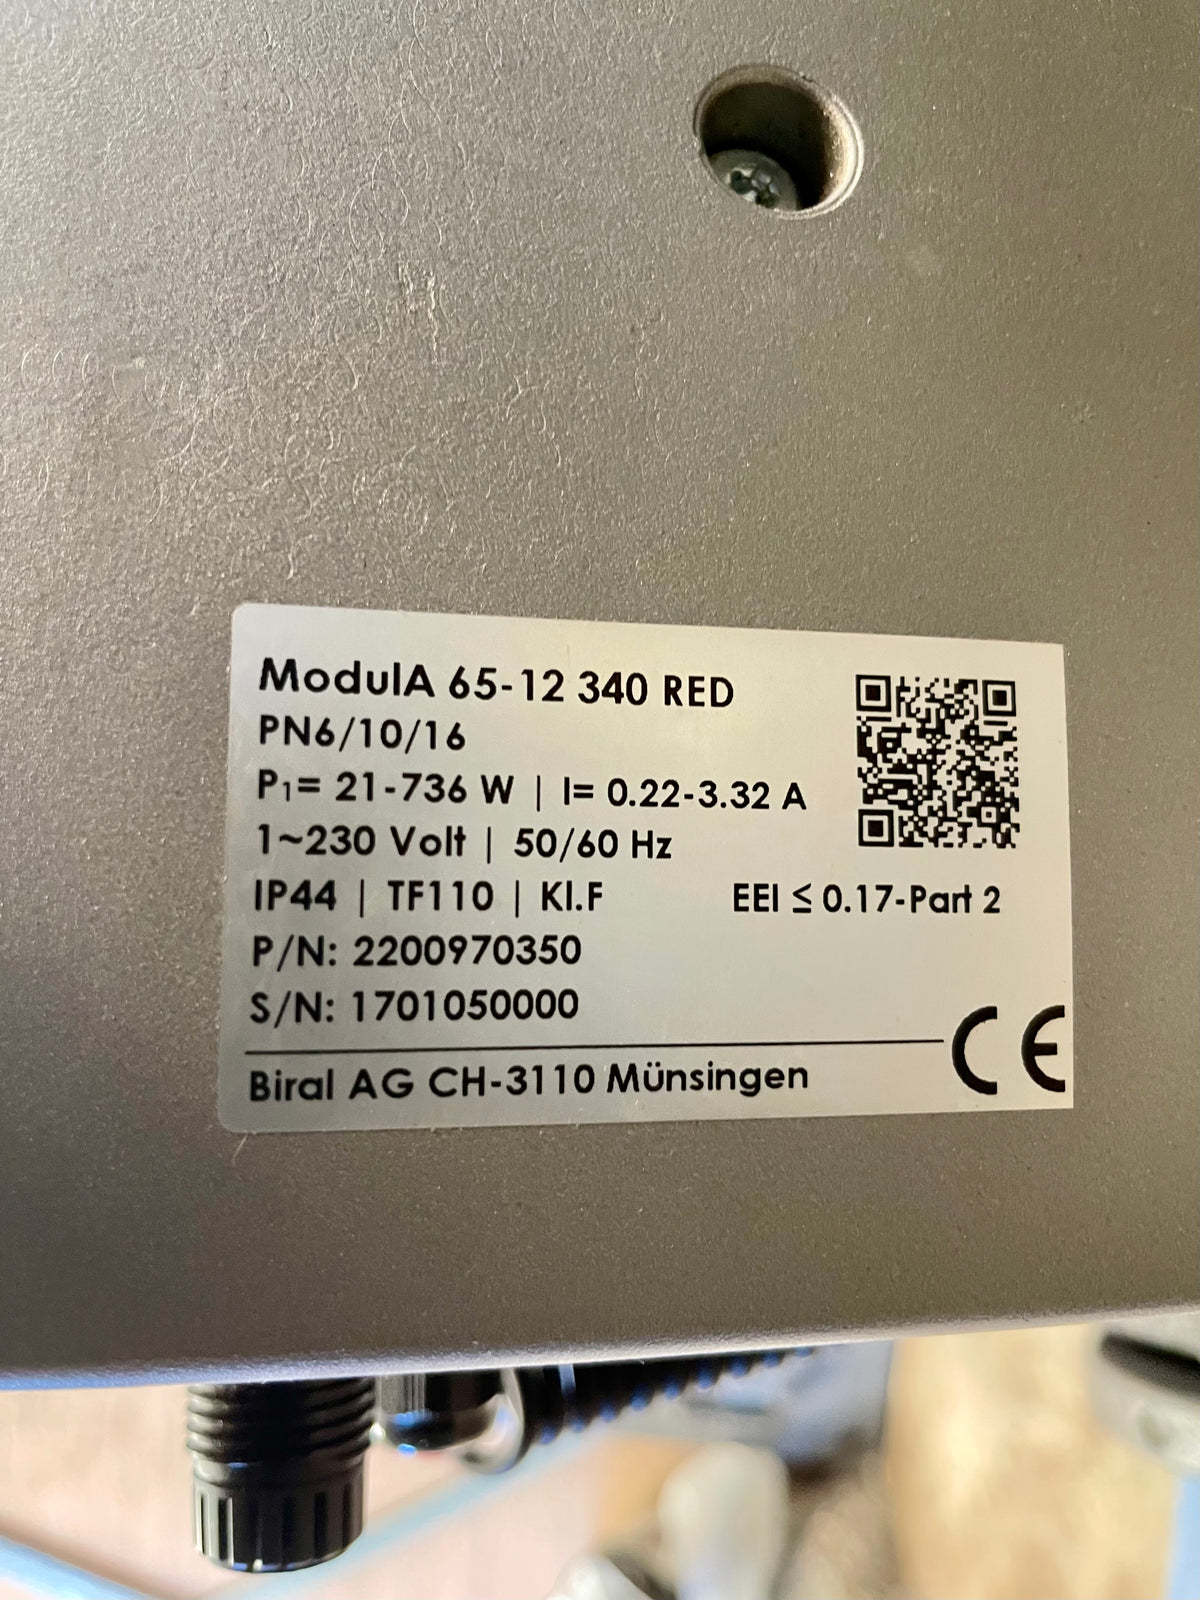 ModulA 65-12 340 RED
PN6/10/16
P₁= 21-736 W | I= 0.22-3.32 A
1~230 Volt | 50/60 Hz
IP44 | TF110 | Kl.F EEI ≤ 0.17-Part 2
P/N: 2200970350
S/N: 1701050000
CE
Biral AG CH-3110 Münsingen